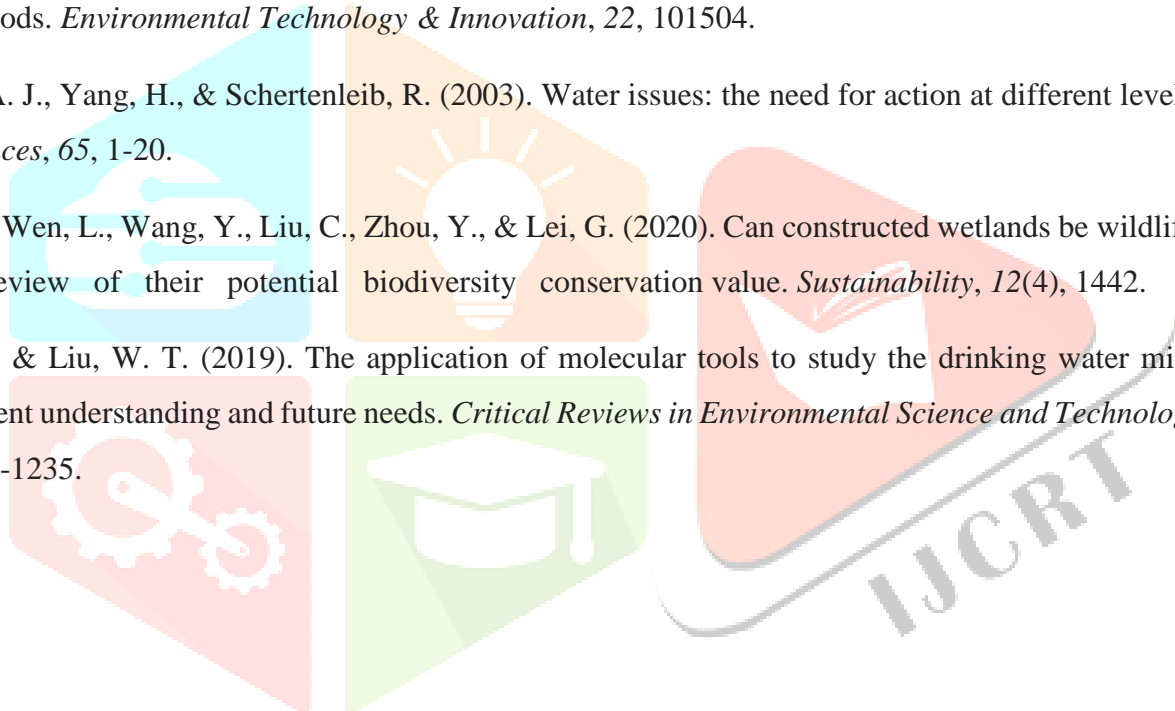 ods. Environmental Technology & Innovation, 22, 101504.
A. J., Yang, H., & Schertenleib, R. (2003). Water issues: the need for action at different level
ces, 65, 1-20.
Wen, L., Wang, Y., Liu, C., Zhou, Y., & Lei, G. (2020). Can constructed wetlands be wildlif
eview of their potential biodiversity conservation value. Sustainability, 12(4), 1442.
& Liu, W. T. (2019). The application of molecular tools to study the drinking water mi
ent understanding and future needs. Critical Reviews in Environmental Science and Technolog
-1235.
IJCRT